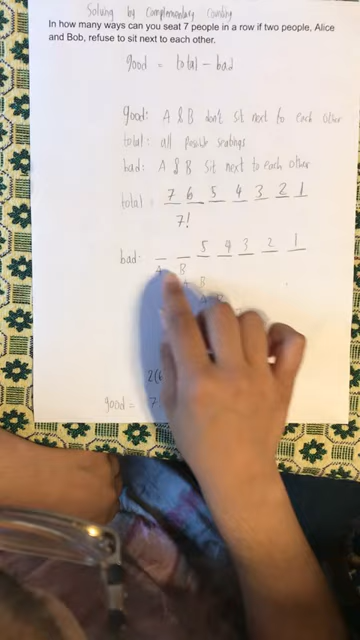 Solving by Complementary Counting
In how many ways can you seat 7 people in a row if two people, Alice
and Bob, refuse to sit next to each other.
good = total - bad
good: A & B don't sit next to each other
total: all possible seatings
bad: A & B sit next to each other
total = 7 6 5 4 3 2 1
7!
bad: _ _ 5 4 3 2 1
A B
B
A B
2(6
good = 7